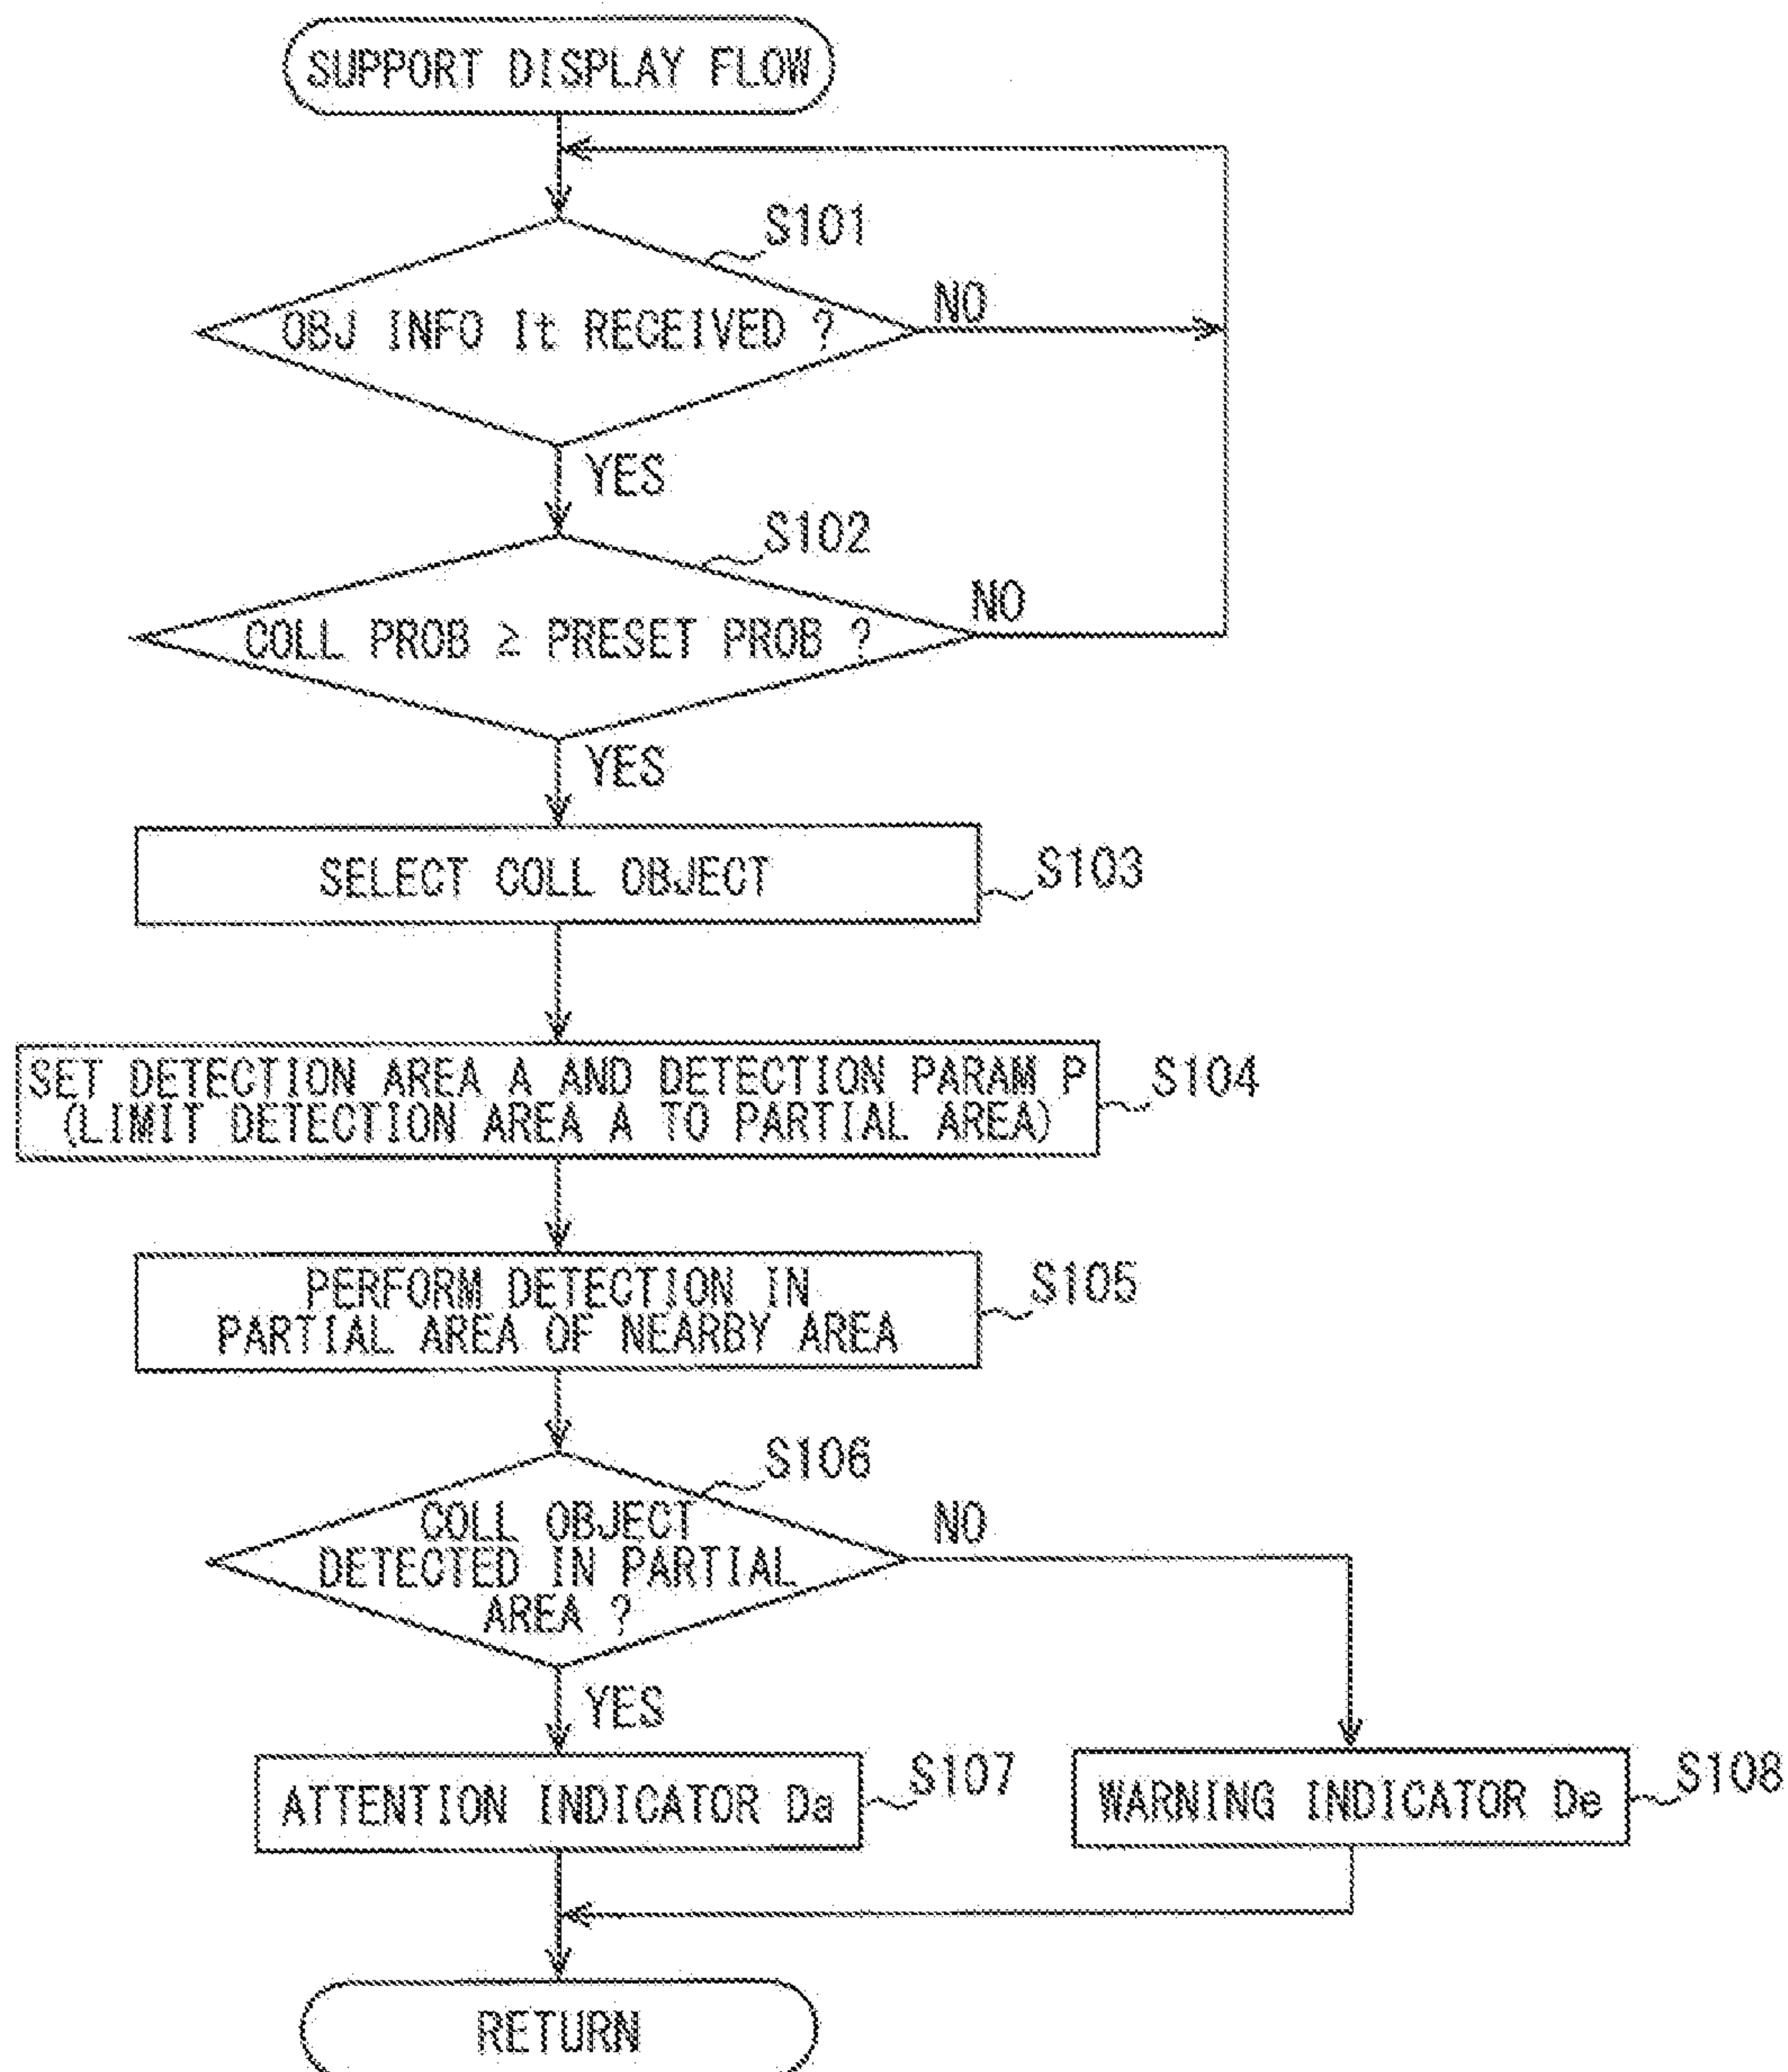 SUPPORT DISPLAY FLOW
S101
OBJ INFO It RECEIVED ?
NO
YES
S102
COLL PROB ≥ PRESET PROB ?
NO
YES
SELECT COLL OBJECT
S103
SET DETECTION AREA A AND DETECTION PARAM P
(LIMIT DETECTION AREA A TO PARTIAL AREA)
S104
PERFORM DETECTION IN
PARTIAL AREA OF NEARBY AREA
S105
S106
COLL OBJECT
DETECTED IN PARTIAL
AREA ?
NO
YES
ATTENTION INDICATOR Da
S107
WARNING INDICATOR De
S108
RETURN